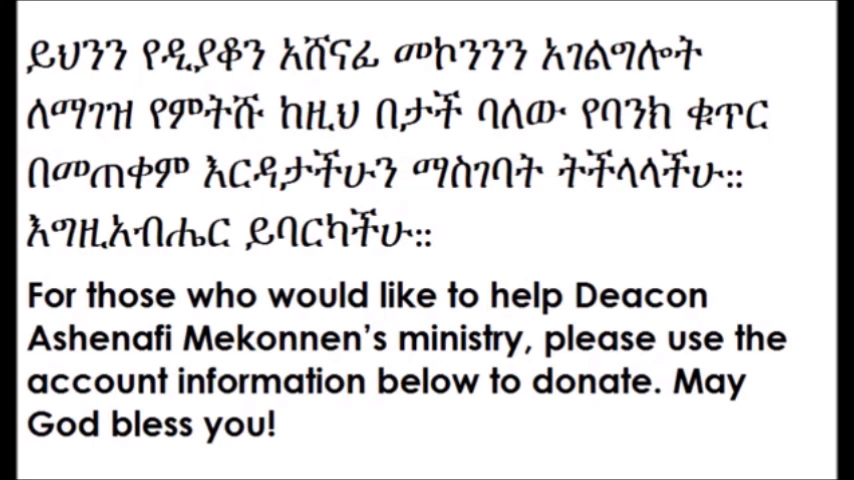 ይህንን የዲያቆን አሸናፊ መኮንንን አገልግሎት
ለማገዝ የምትሹ ከዚህ በታች ባለው የባንክ ቁጥር
በመጠቀም እርዳታችሁን ማስገባት ትችላላችሁ።
እግዚአብሔር ይባርካችሁ።
For those who would like to help Deacon
Ashenafi Mekonnen’s ministry, please use the
account information below to donate. May
God bless you!